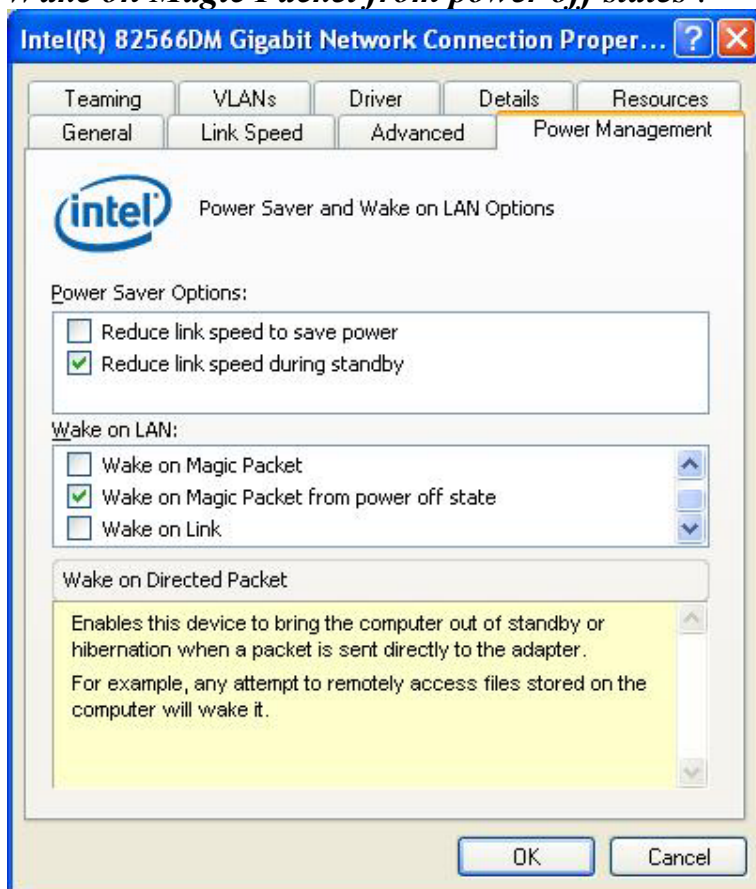 Wake on Magic Packet from power off states .
Intel(R) 82566DM Gigabit Network Connection Proper... ?
Teaming VLANs Driver Details Resources
General Link Speed Advanced Power Management
intel Power Saver and Wake on LAN Options
Power Saver Options:
Reduce link speed to save power
Reduce link speed during standby
Wake on LAN:
Wake on Magic Packet
Wake on Magic Packet from power off state
Wake on Link
Wake on Directed Packet
Enables this device to bring the computer out of standby or
hibernation when a packet is sent directly to the adapter.
For example, any attempt to remotely access files stored on the
computer will wake it.
OK Cancel